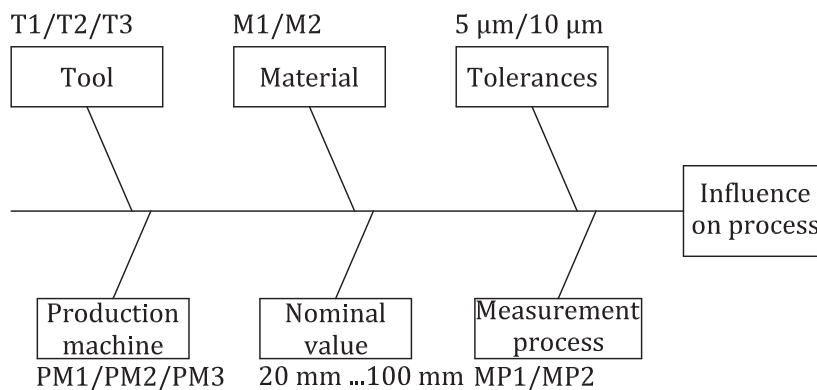 T1/T2/T3
Tool
M1/M2
Material
5 μm/10 μm
Tolerances
Influence
on process
Production
machine
PM1/PM2/PM3
Nominal
value
20 mm ...100 mm
Measurement
process
MP1/MP2